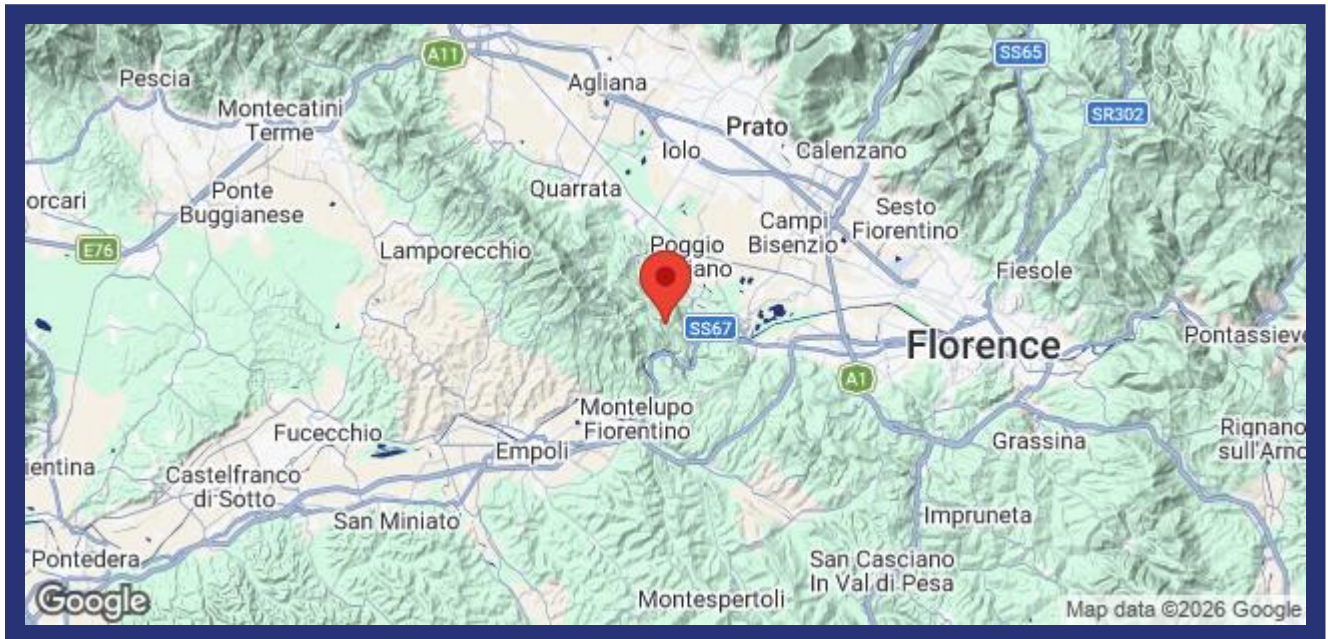 SS65
A11
Pescia
Agliana
Montecatini
Terme
SR302
Prato
Iolo
Calenzano
Quarrata
Ponte
Buggianese
orcari
Campi
Bisenzio
Sesto
Fiorentino
Lamporecchio
E76
Poggio
iano
Fiesole
SS67
Florence
Pontassieve
A1
Montelupo
Fiorentino
Fucecchio
Empoli
Grassina
Rignano
sull'Arno
ientina
Castelfranco
di Sotto
San Miniato
Impruneta
Pontedera
San Casciano
In Val di Pesa
Montespertoli
Google
Map data ©2026 Google